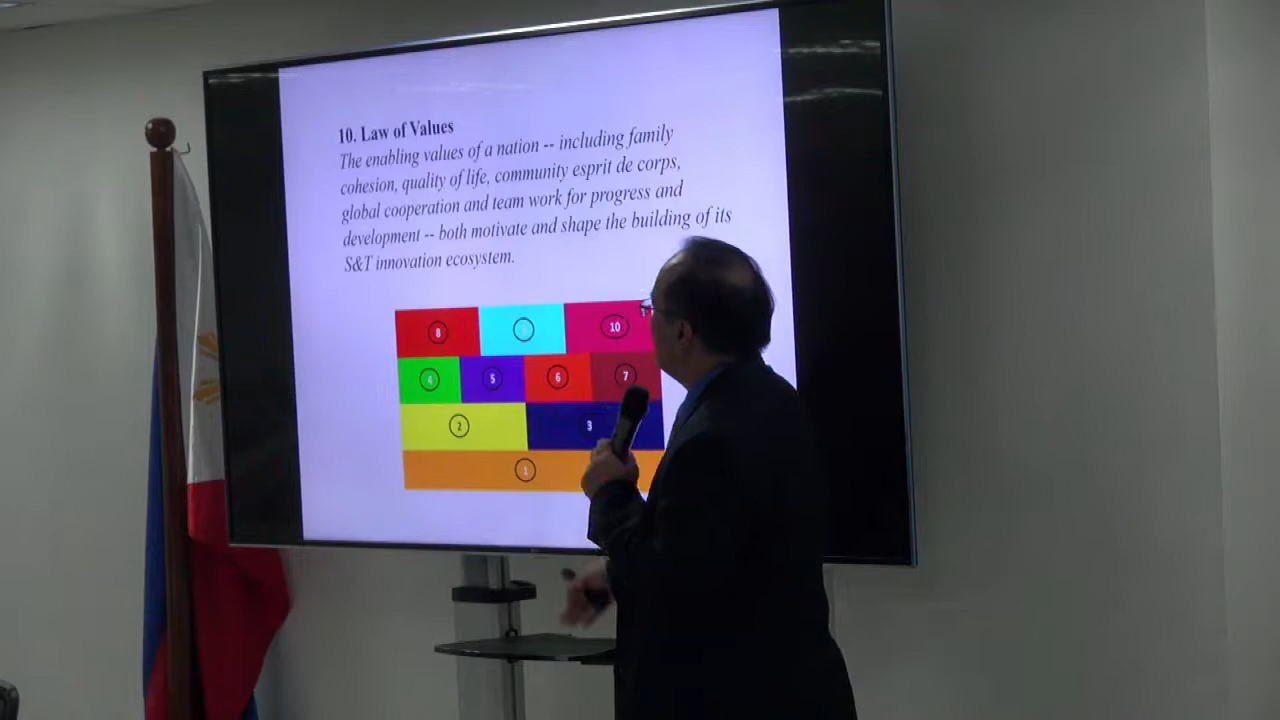 10. Law of Values
The enabling values of a nation -- including family
cohesion, quality of life, community esprit de corps,
global cooperation and team work for progress and
development -- both motivate and shape the building of its
S&T innovation ecosystem.
8
10
4
5
6
7
2
3
1